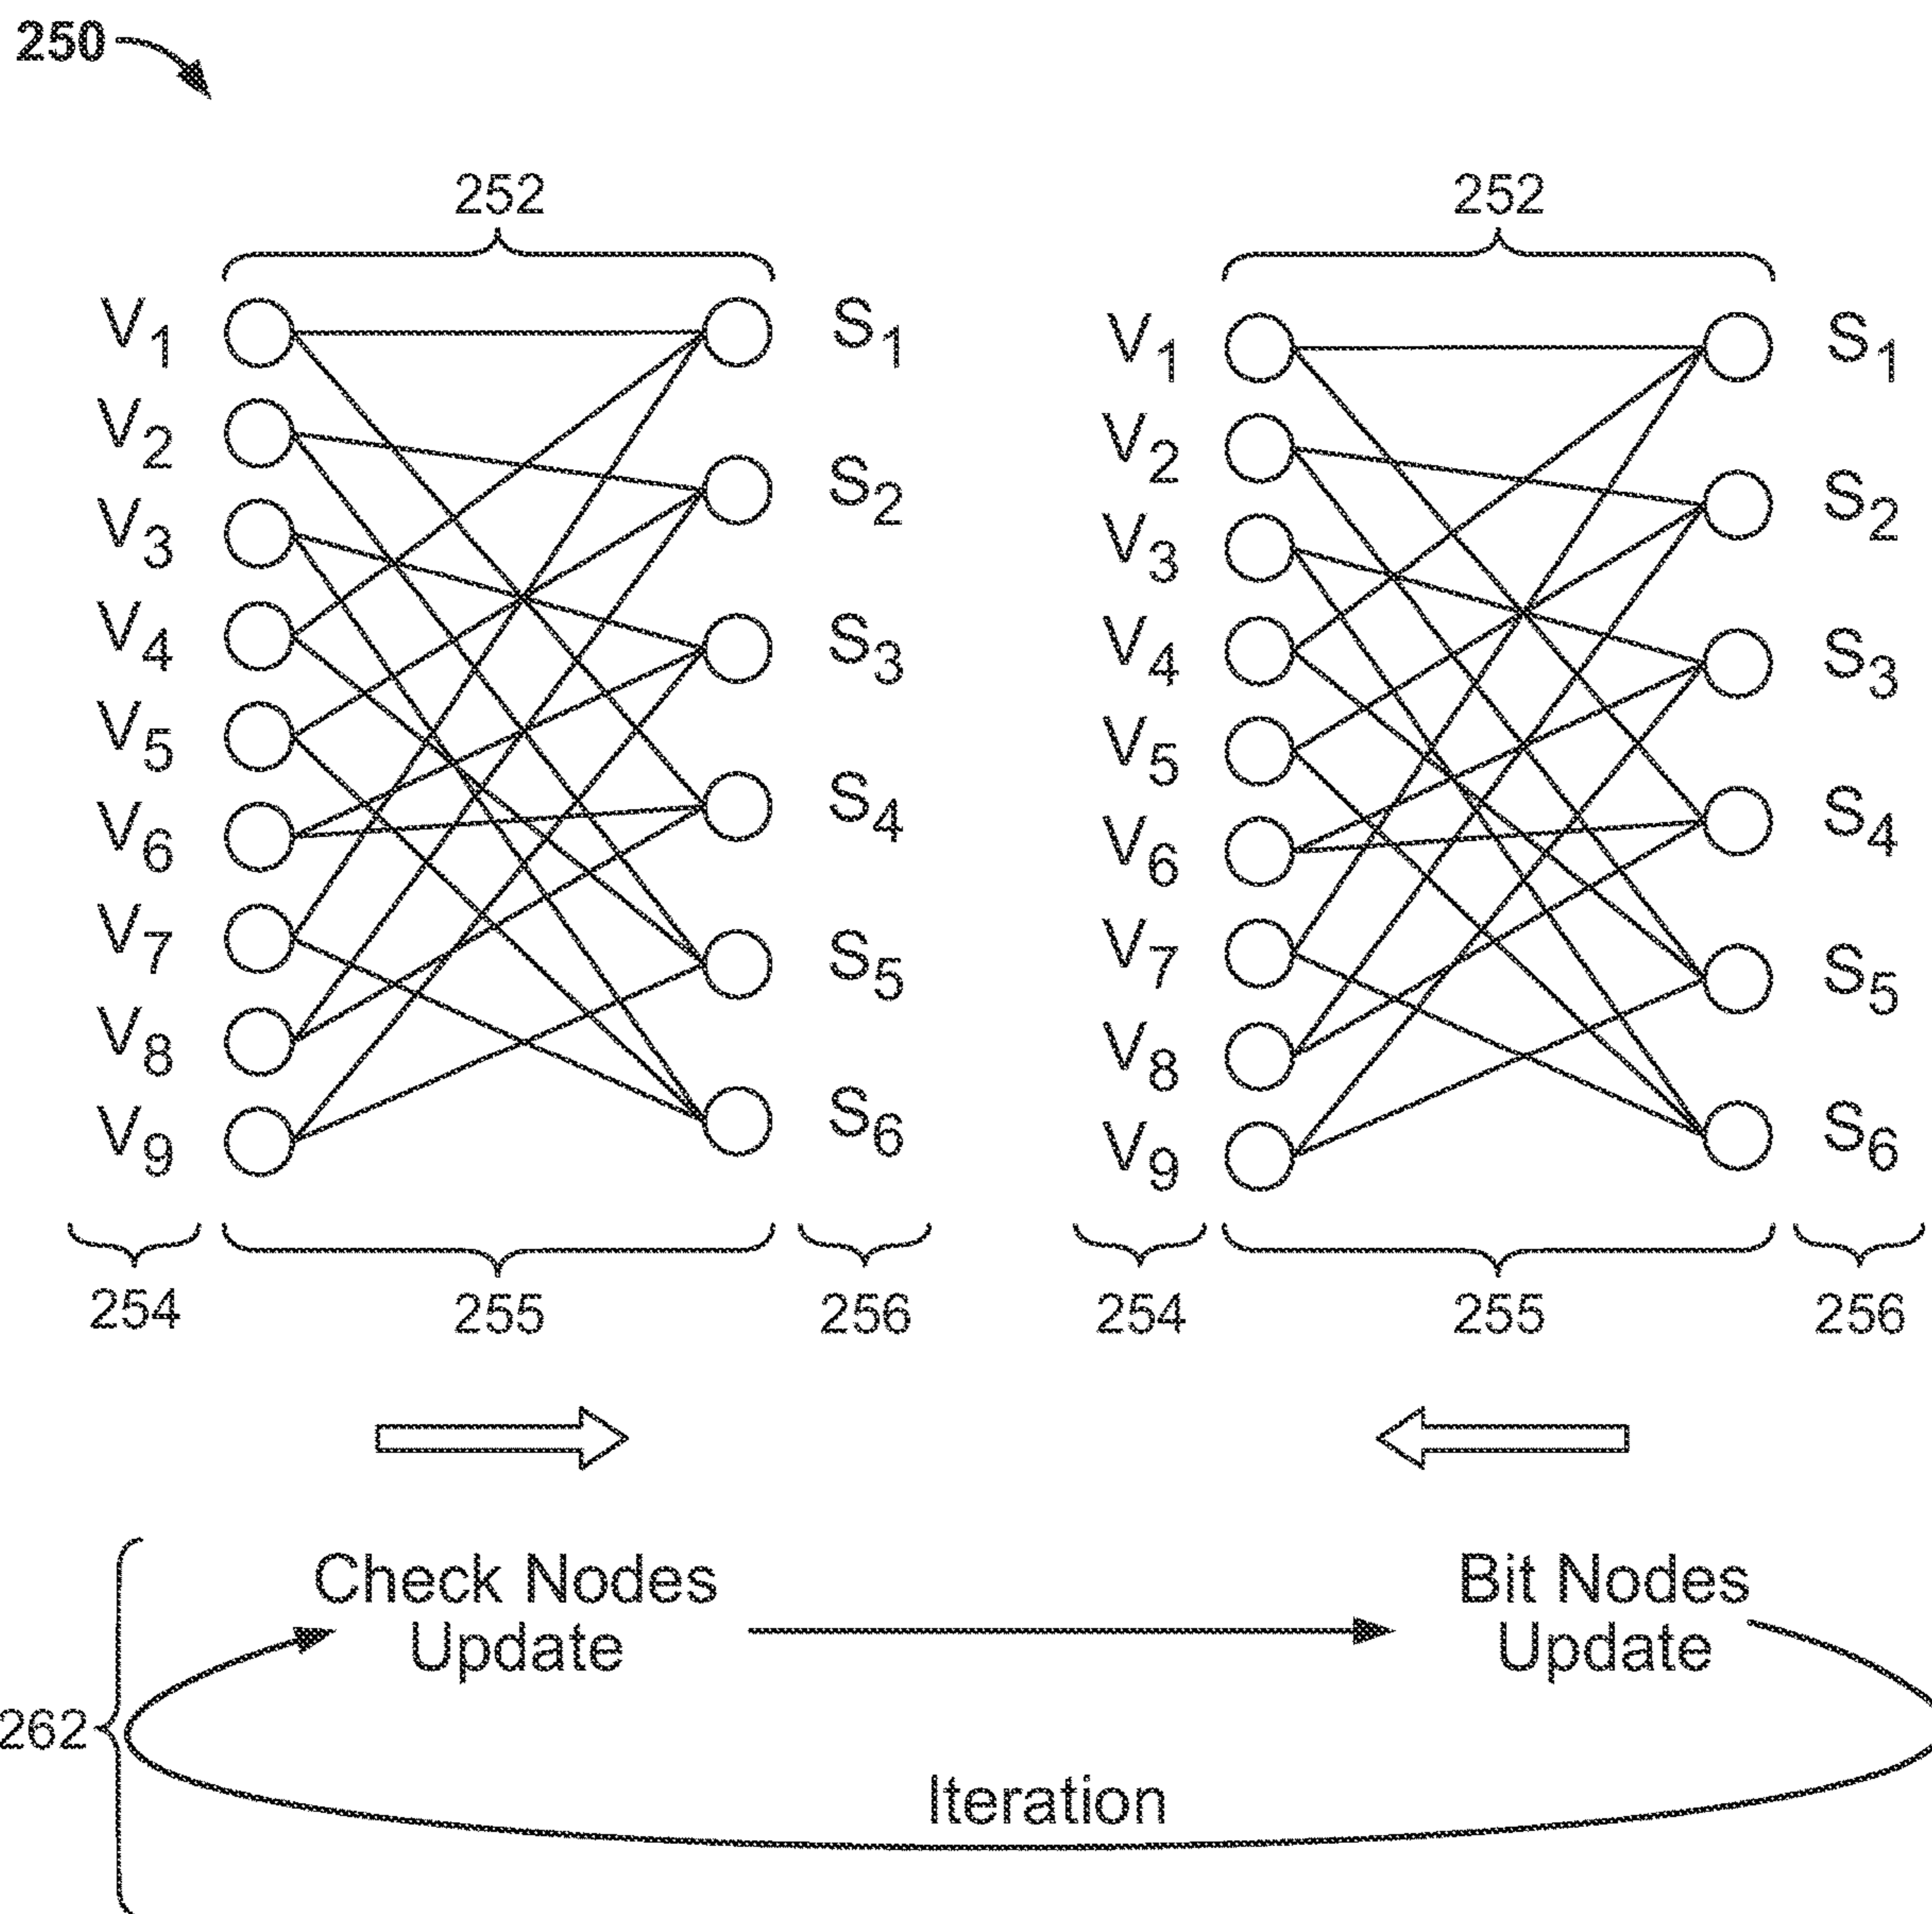 250
252 252
V1 S1 V1 S1
V2 S2 V2 S2
V3 S3 V3 S3
V4 S4 V4 S4
V5 S5 V5 S5
V6 S6 V6 S6
V7 V7
V8 V8
V9 V9
254 255 256 254 255 256
Check Nodes Bit Nodes
Update Update
262
Iteration